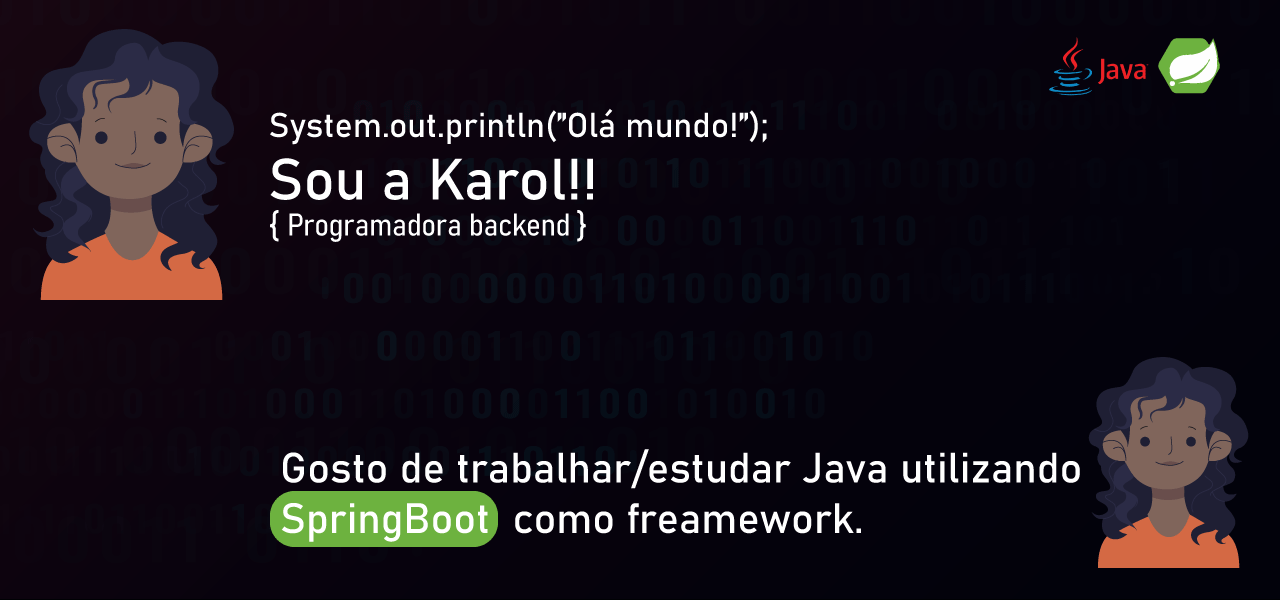 Java
System.out.println("Olá mundo!");
Sou a Karol!!
{ Programadora backend }
Gosto de trabalhar/estudar Java utilizando
SpringBoot como freamework.